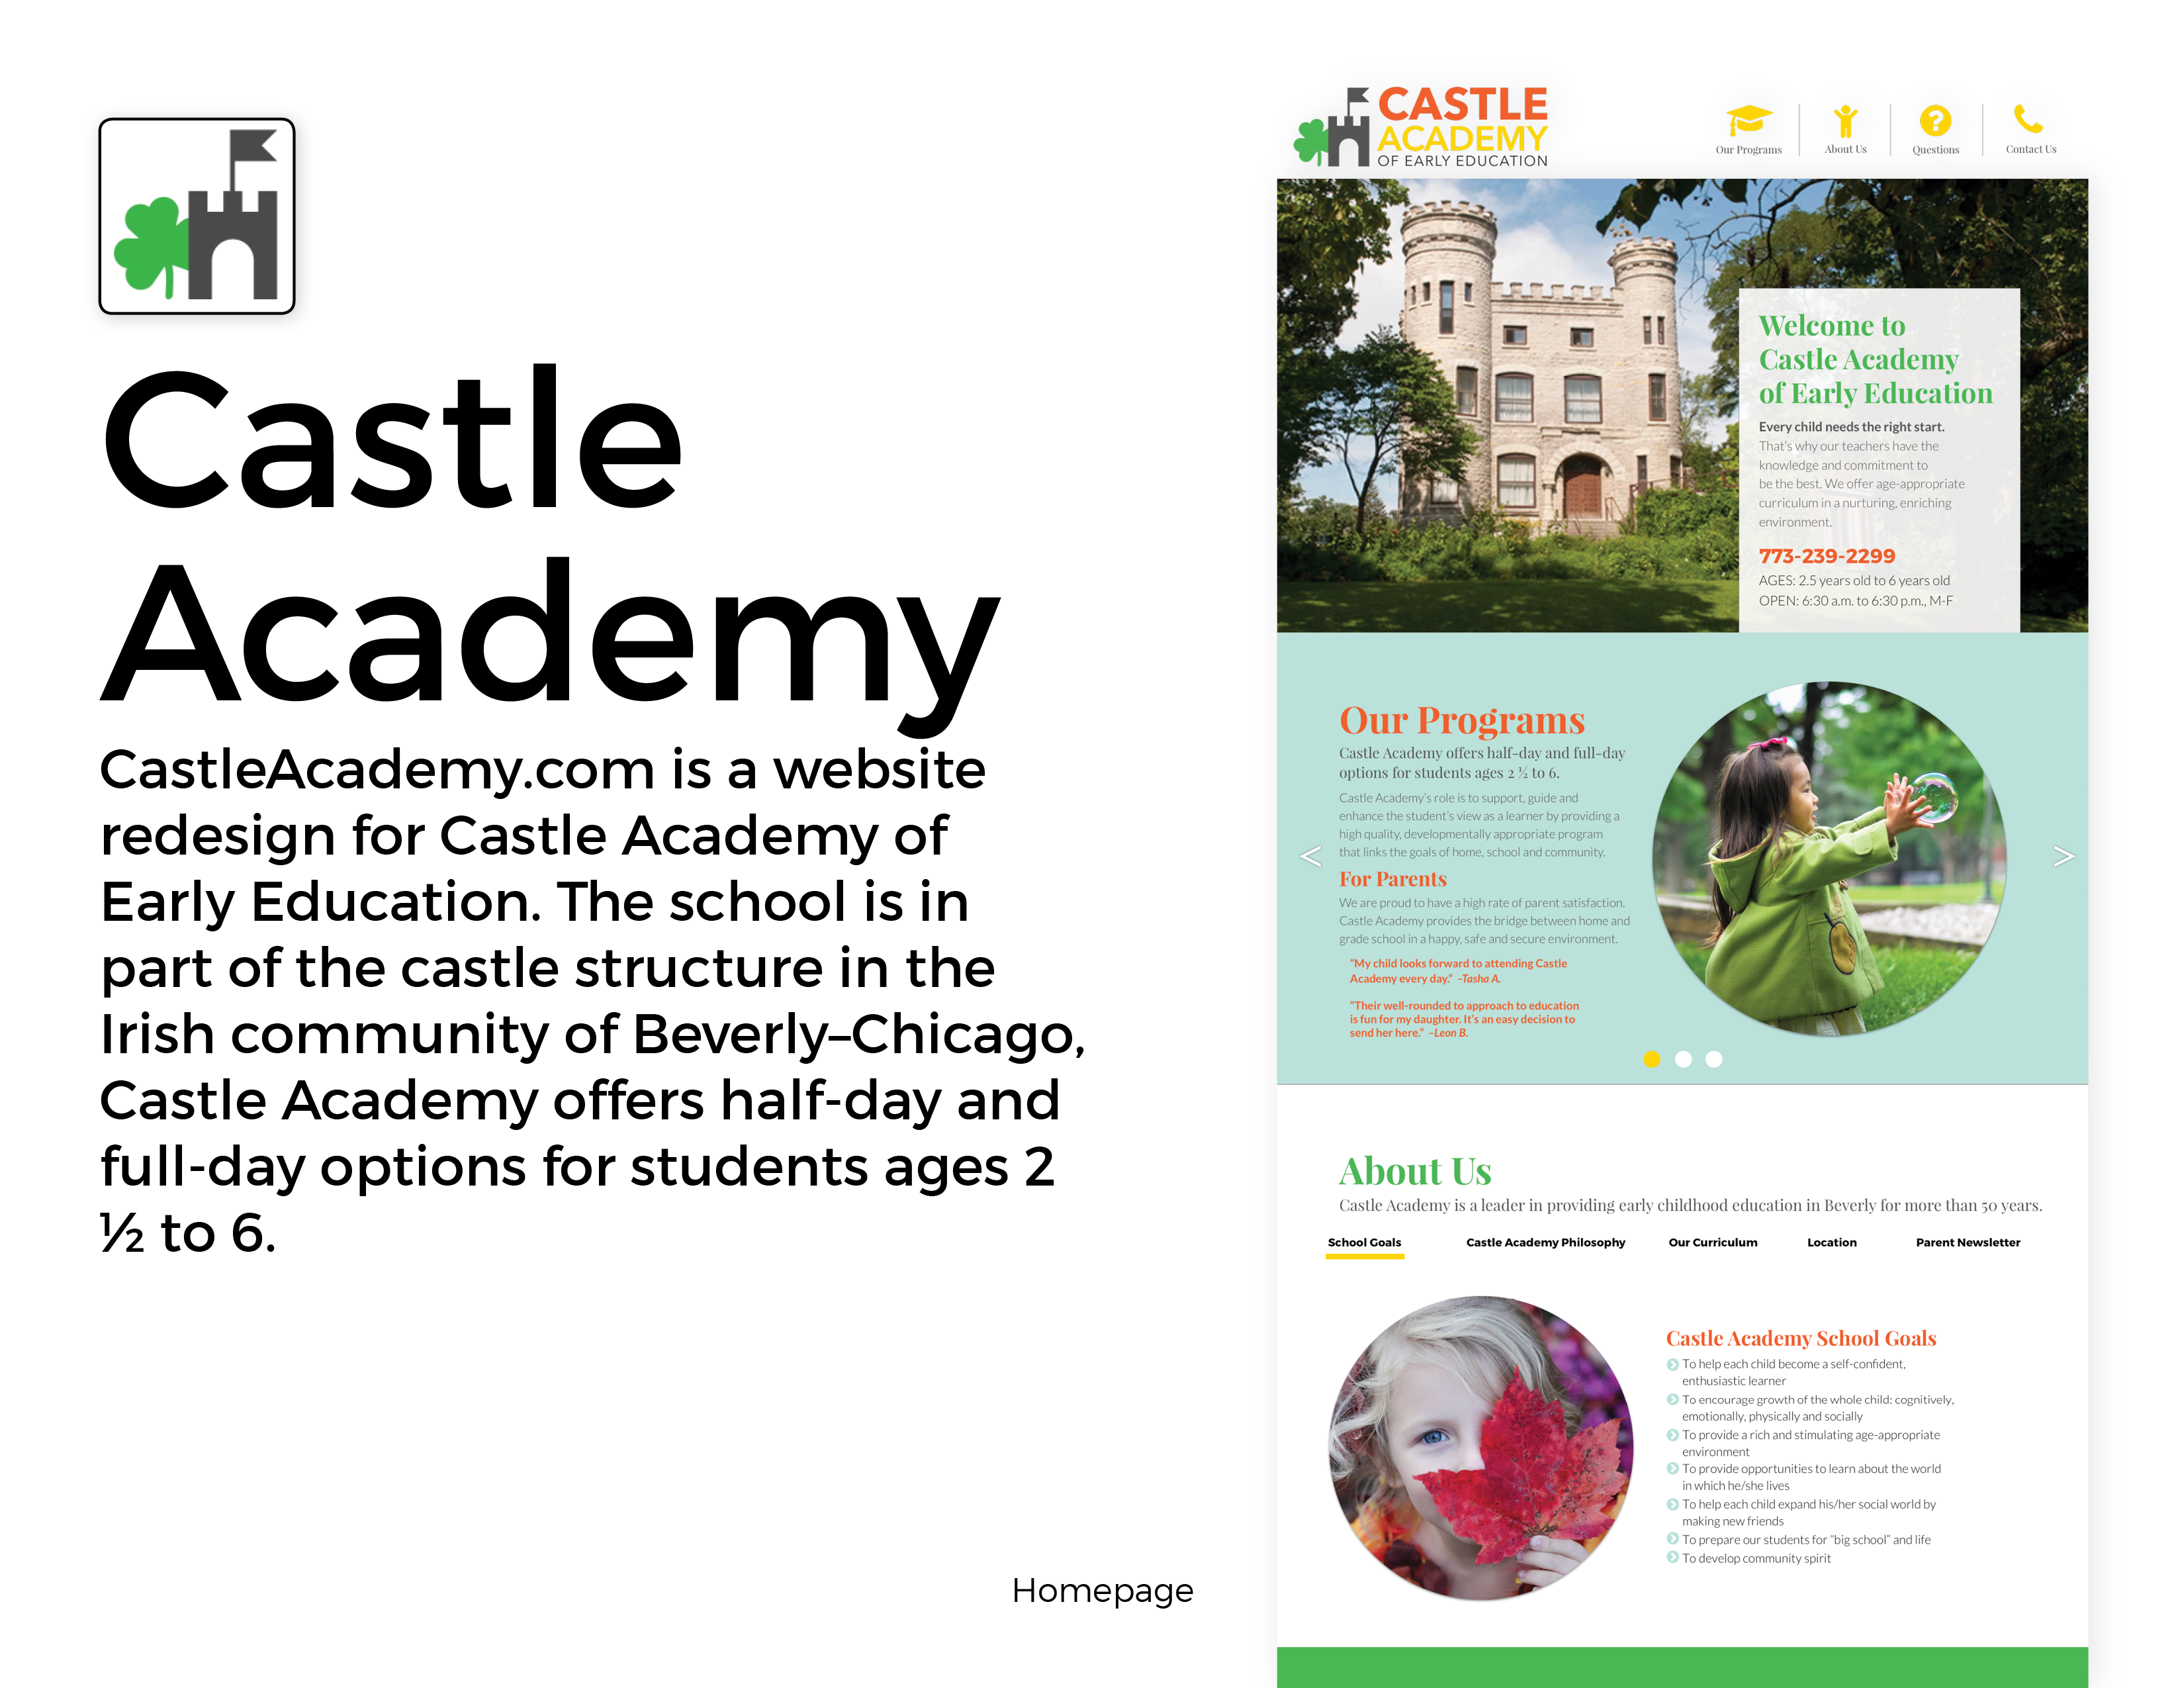 Castle
Academy
CastleAcademy.com is a website
redesign for Castle Academy of
Early Education. The school is in
part of the castle structure in the
Irish community of Beverly–Chicago,
Castle Academy offers half-day and
full-day options for students ages 2
½ to 6.
Homepage
CASTLE
ACADEMY
OF EARLY EDUCATION
Our Programs
About Us
?
Questions
Contact Us
Welcome to
Castle Academy
of Early Education
Every child needs the right start.
That's why our teachers have the
knowledge and commitment to
be the best. We offer age-appropriate
curriculum in a nurturing, enriching
environment.
773-239-2299
AGES: 2.5 years old to 6 years old
OPEN: 6:30 a.m. to 6:30 p.m., M-F
Our Programs
Castle Academy offers half-day and full-day
options for students ages 2 ½ to 6.
Castle Academy's role is to support, guide and
enhance the student's view as a learner by providing a
high quality, developmentally appropriate program
that links the goals of home, school and community.
<
>
For Parents
We are proud to have a high rate of parent satisfaction.
Castle Academy provides the bridge between home and
grade school in a happy, safe and secure environment.
"My child looks forward to attending Castle
Academy every day." –Tasha A.
"Their well-rounded to approach to education
is fun for my daughter. It's an easy decision to
send her here." –Leon B.
About Us
Castle Academy is a leader in providing early childhood education in Beverly for more than 50 years.
School Goals
Castle Academy Philosophy
Our Curriculum
Location
Parent Newsletter
Castle Academy School Goals
To help each child become a self-confident,
enthusiastic learner
To encourage growth of the whole child: cognitively,
emotionally, physically and socially
To provide a rich and stimulating age-appropriate
environment
To provide opportunities to learn about the world
in which he/she lives
To help each child expand his/her social world by
making new friends
To prepare our students for "big school" and life
To develop community spirit